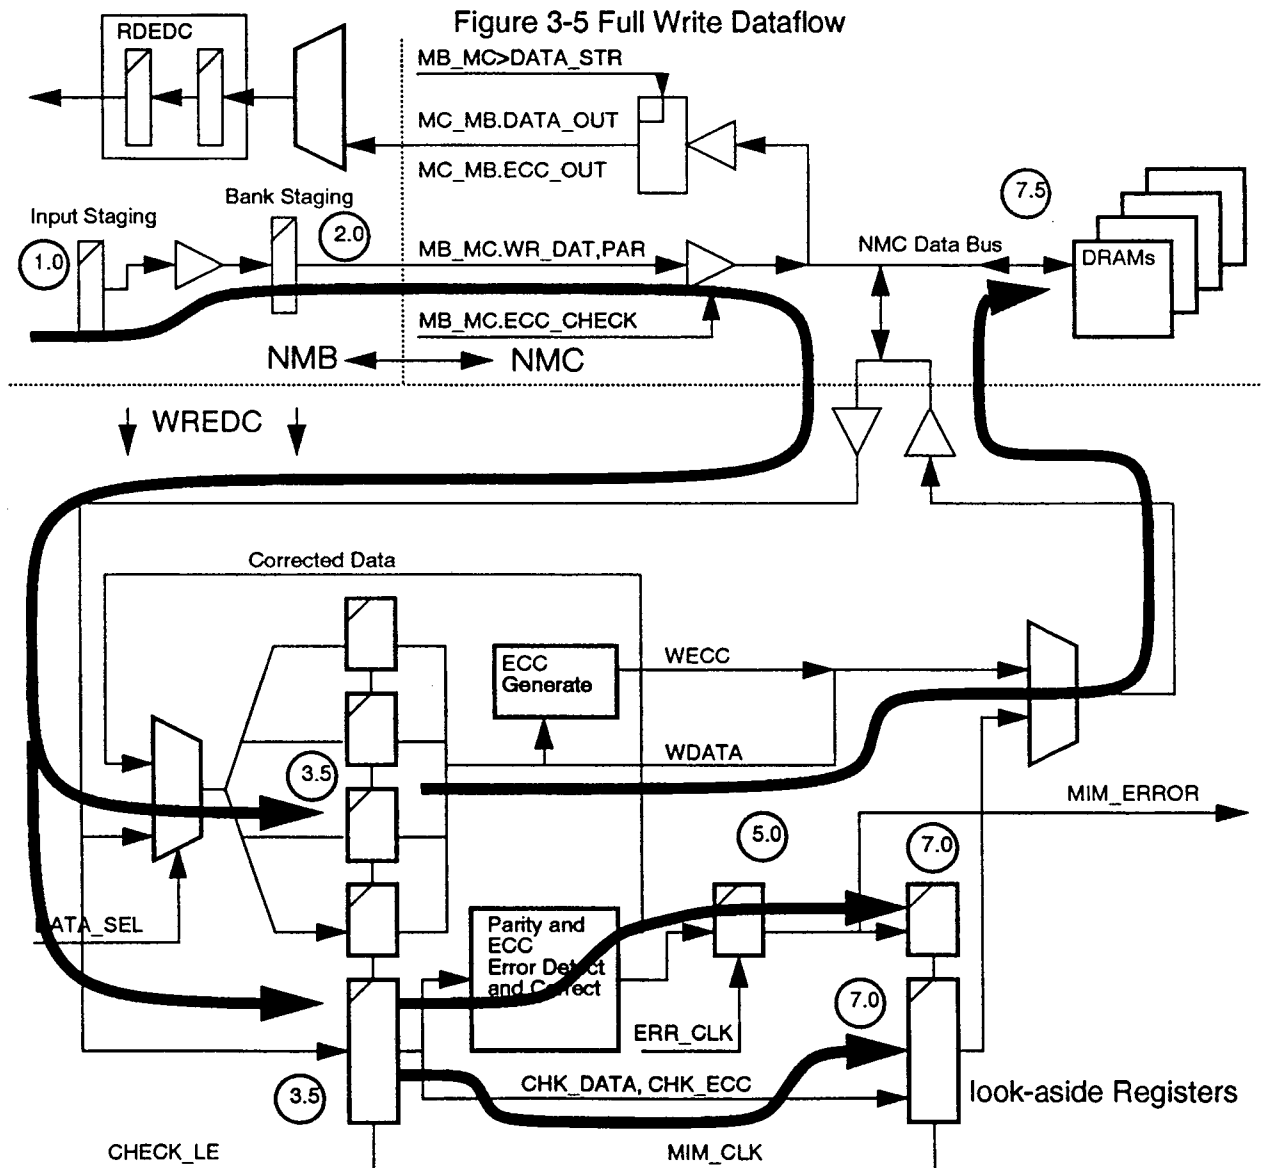 Figure 3-5 Full Write Dataflow
RDEDC
MB_MC>DATA_STR
MC_MB.DATA_OUT
MC_MB.ECC_OUT
Bank Staging
Input Staging
7.5
2.0
1.0
MB_MC.WR_DAT,PAR
NMC Data Bus
DRAMs
MB_MC.ECC_CHECK
NMB
NMC
WREDC
Corrected Data
ECC
Generate
WECC
WDATA
3.5
MIM_ERROR
5.0
7.0
DATA_SEL
Parity and
ECC
Error Detect
and Correct
7.0
ERR_CLK
3.5
CHK_DATA, CHK_ECC
look-aside Registers
CHECK_LE
MIM_CLK